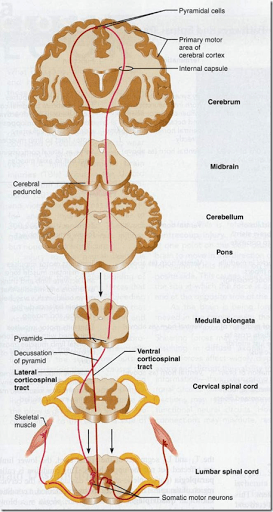 Pyramidal cells
Primary motor
area of
cerebral cortex
Internal capsule
Cerebrum
Midbrain
Cerebral
peduncle
Cerebellum
Pons
Medulla oblongata
Pyramids
Decussation
of pyramid
Ventral
corticospinal
tract
Lateral
corticospinal
tract
Cervical spinal cord
Skeletal
muscle
Lumbar spinal cord
Somatic motor neurons